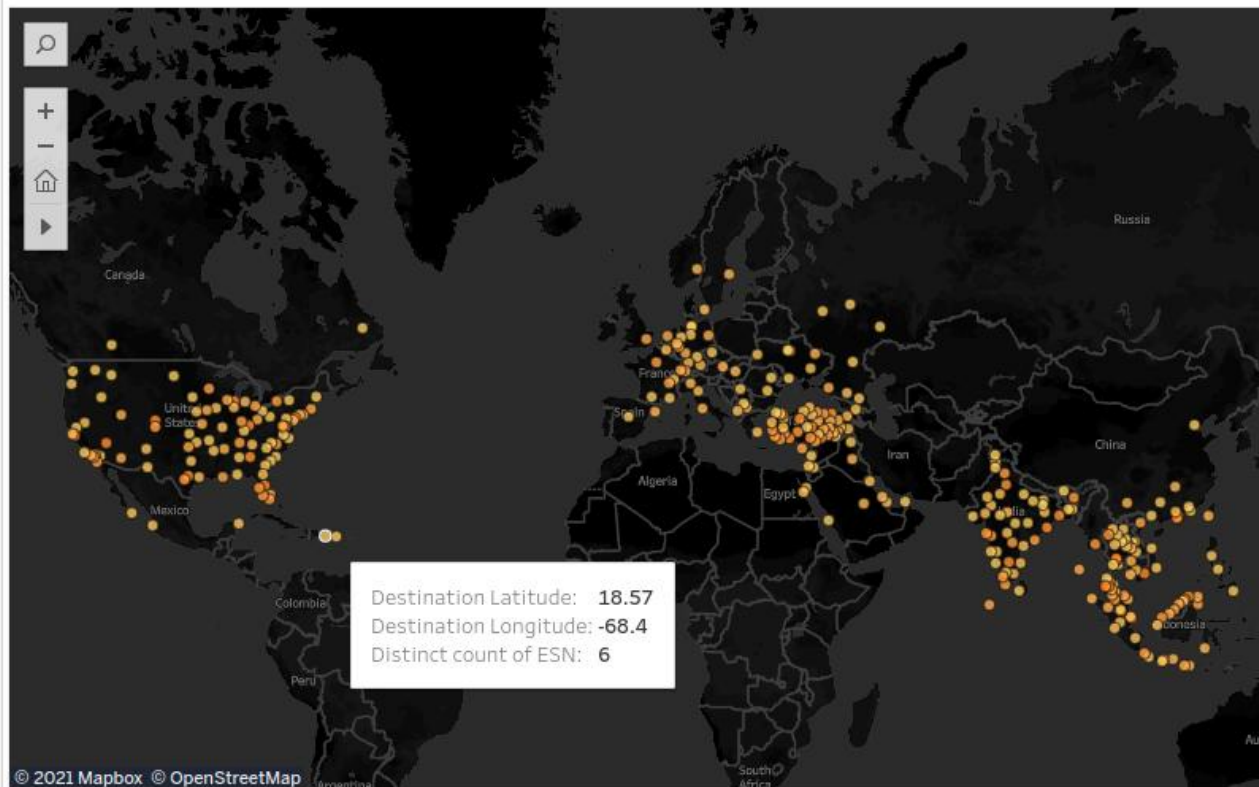 Russia
Canada
France
United
States
Spain
China
Iran
Algeria
Egypt
India
Mexico
Destination Latitude: 18.57
Destination Longitude: -68.4
Distinct count of ESN: 6
Colombia
Indonesia
Peru
South
Africa
Au
Argentina
© 2021 Mapbox © OpenStreetMap